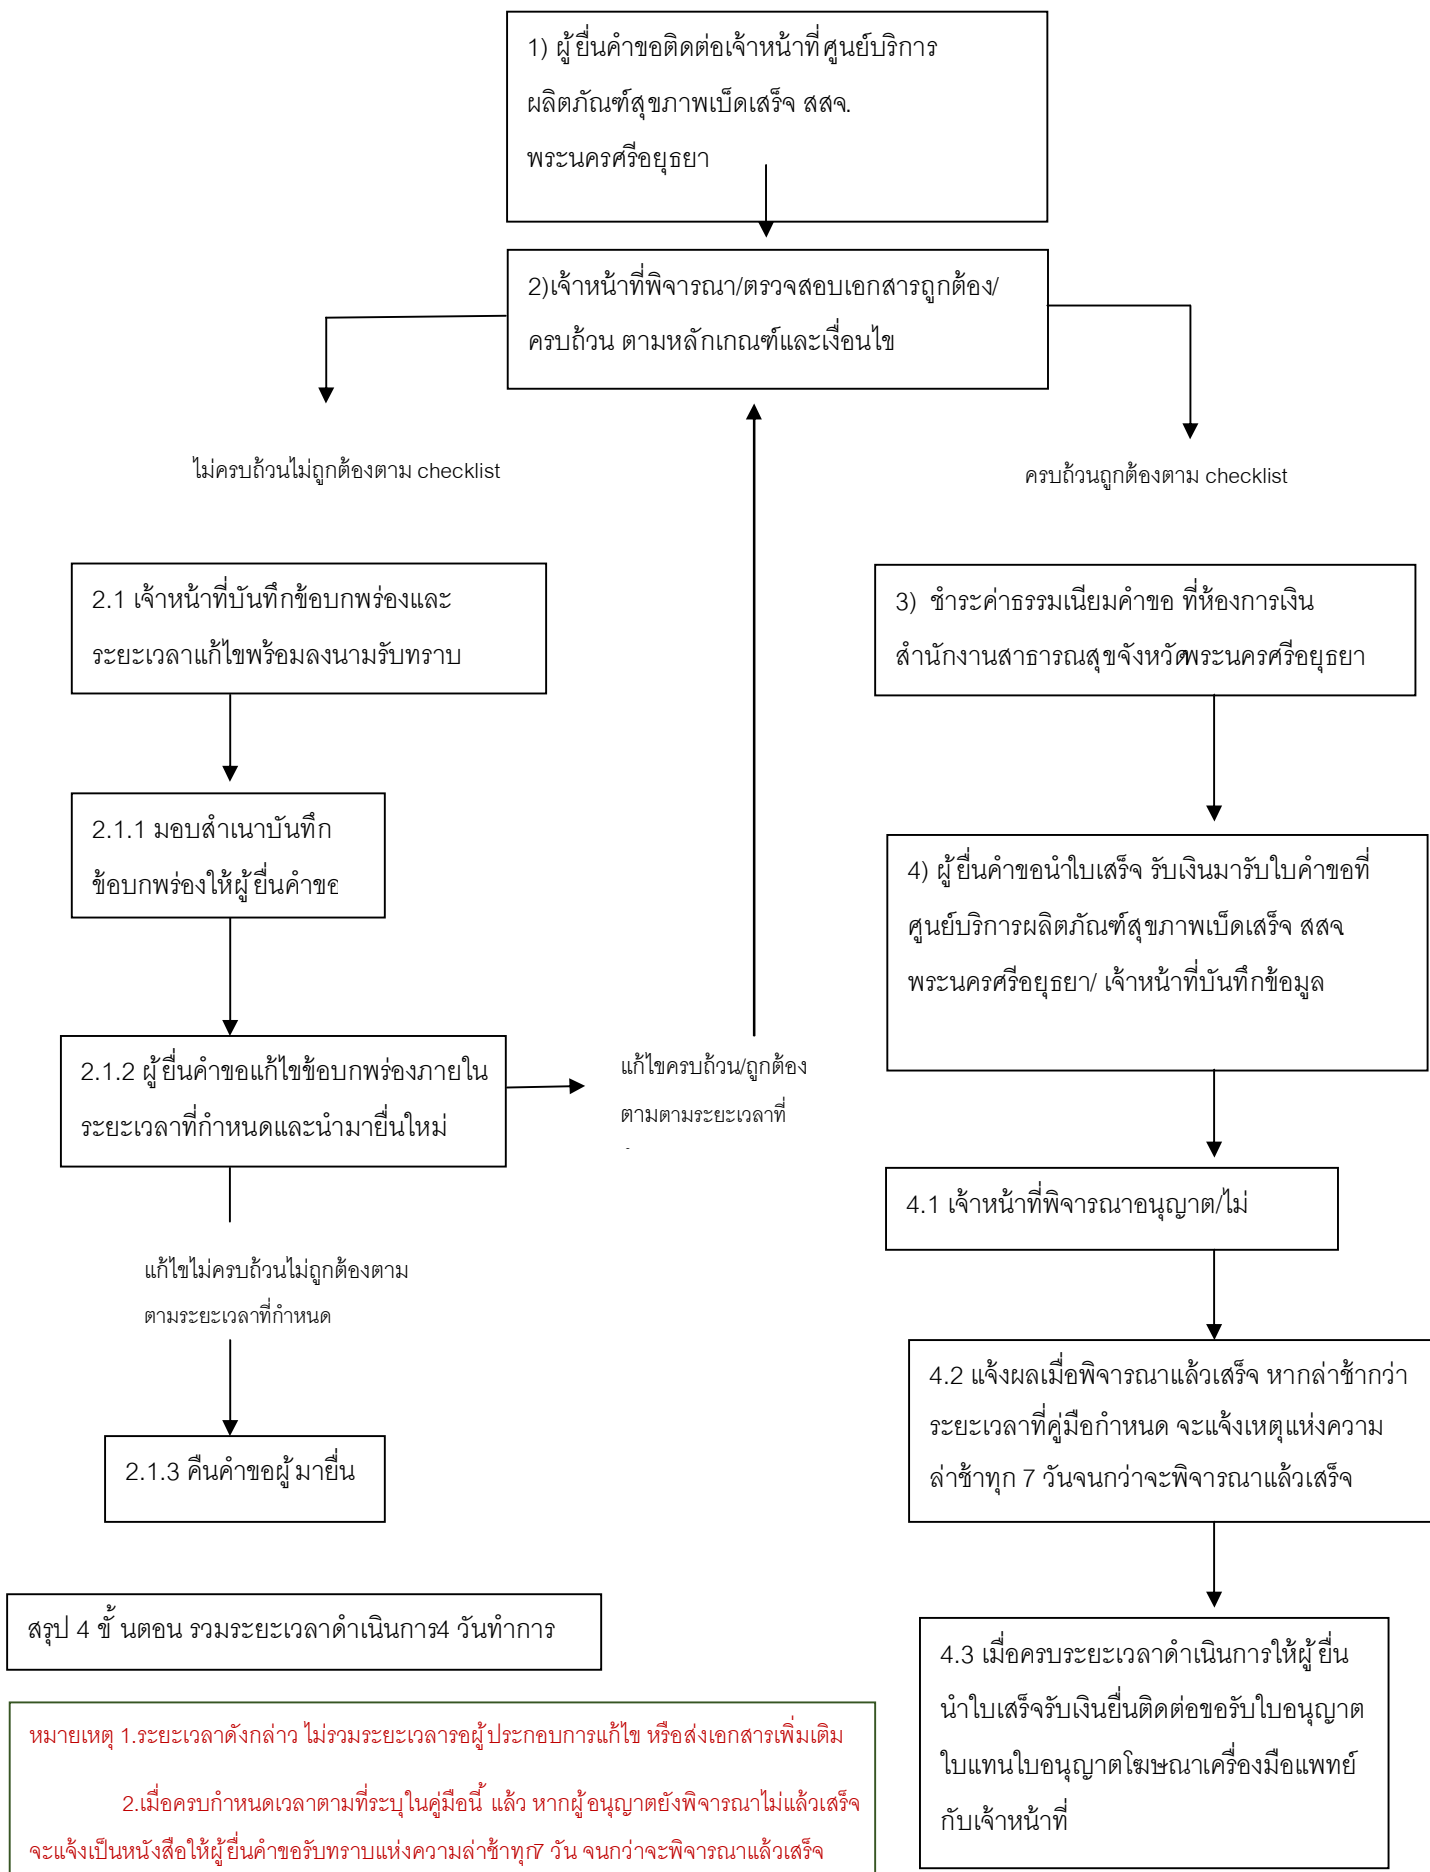 1) ผู้ยื่นคำขอติดต่อเจ้าหน้าที่ศูนย์บริการ
ผลิตภัณฑ์สุขภาพเบ็ดเสร็จ สสจ.
พระนครศรีอยุธยา
2)เจ้าหน้าที่พิจารณา/ตรวจสอบเอกสารถูกต้อง/
ครบถ้วน ตามหลักเกณฑ์และเงื่อนไข
ไม่ครบถ้วนไม่ถูกต้องตาม checklist
ครบถ้วนถูกต้องตาม checklist
2.1 เจ้าหน้าที่บันทึกข้อบกพร่องและ
ระยะเวลาแก้ไขพร้อมลงนามรับทราบ
3) ชำระค่าธรรมเนียมคำขอ ที่ห้องการเงิน
สำนักงานสาธารณสุขจังหวัดพระนครศรีอยุธยา
2.1.1 มอบสำเนาบันทึก
ข้อบกพร่องให้ผู้ยื่นคำขอ
4) ผู้ยื่นคำขอนำใบเสร็จ รับเงินมารับใบคำขอที่
ศูนย์บริการผลิตภัณฑ์สุขภาพเบ็ดเสร็จ สสจ
พระนครศรีอยุธยา/ เจ้าหน้าที่บันทึกข้อมูล
2.1.2 ผู้ยื่นคำขอแก้ไขข้อบกพร่องภายใน
ระยะเวลาที่กำหนดและนำมายื่นใหม่
แก้ไขครบถ้วน/ถูกต้อง
ตามตามระยะเวลาที่
4.1 เจ้าหน้าที่พิจารณาอนุญาต/ไม่
แก้ไขไม่ครบถ้วนไม่ถูกต้องตาม
ตามระยะเวลาที่กำหนด
4.2 แจ้งผลเมื่อพิจารณาแล้วเสร็จ หากล่าช้ากว่า
ระยะเวลาที่คู่มือกำหนด จะแจ้งเหตุแห่งความ
ล่าช้าทุก 7 วันจนกว่าจะพิจารณาแล้วเสร็จ
2.1.3 คืนคำขอผู้มายื่น
สรุป 4 ขั้นตอน รวมระยะเวลาดำเนินการ4 วันทำการ
4.3 เมื่อครบระยะเวลาดำเนินการให้ผู้ยื่น
นำใบเสร็จรับเงินยื่นติดต่อขอรับใบอนุญาต
ใบแทนใบอนุญาตโฆษณาเครื่องมือแพทย์
กับเจ้าหน้าที่
หมายเหตุ 1.ระยะเวลาดังกล่าว ไม่รวมระยะเวลารอผู้ประกอบการแก้ไข หรือส่งเอกสารเพิ่มเติม
2.เมื่อครบกำหนดเวลาตามที่ระบุในคู่มือนี้ แล้ว หากผู้อนุญาตยังพิจารณาไม่แล้วเสร็จ
จะแจ้งเป็นหนังสือให้ผู้ยื่นคำขอรับทราบแห่งความล่าช้าทุก7 วัน จนกว่าจะพิจารณาแล้วเสร็จ